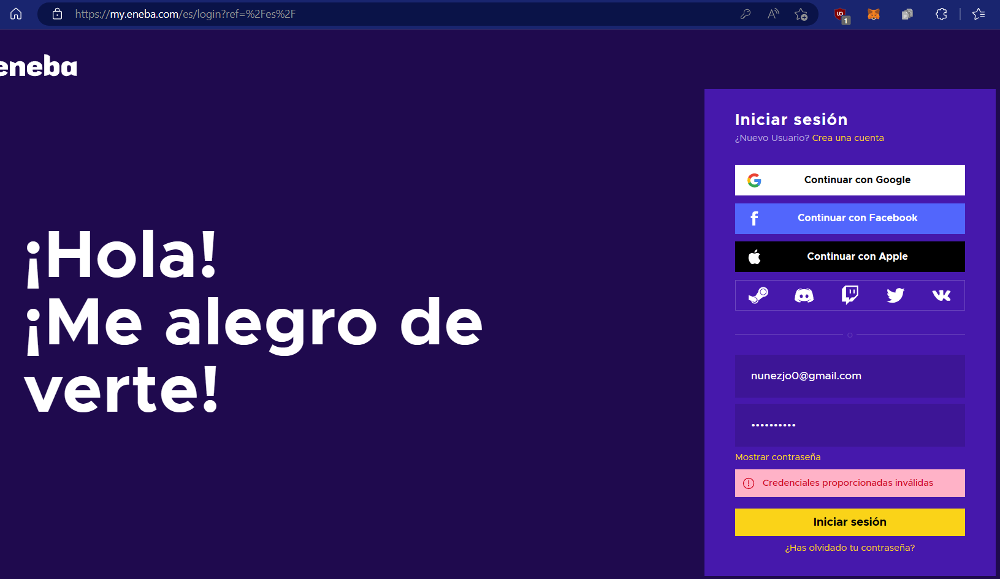 https://my.eneba.com/es/login?ref=%2Fes%2F
1
eneba
¡Hola!
¡Me alegro de
verte!
Iniciar sesión
¿Nuevo Usuario? Crea una cuenta
Continuar con Google
Continuar con Facebook
Continuar con Apple
o
nunezjo0@gmail.com
••••••••••
Mostrar contraseña
Credenciales proporcionadas inválidas
Iniciar sesión
¿Has olvidado tu contraseña?